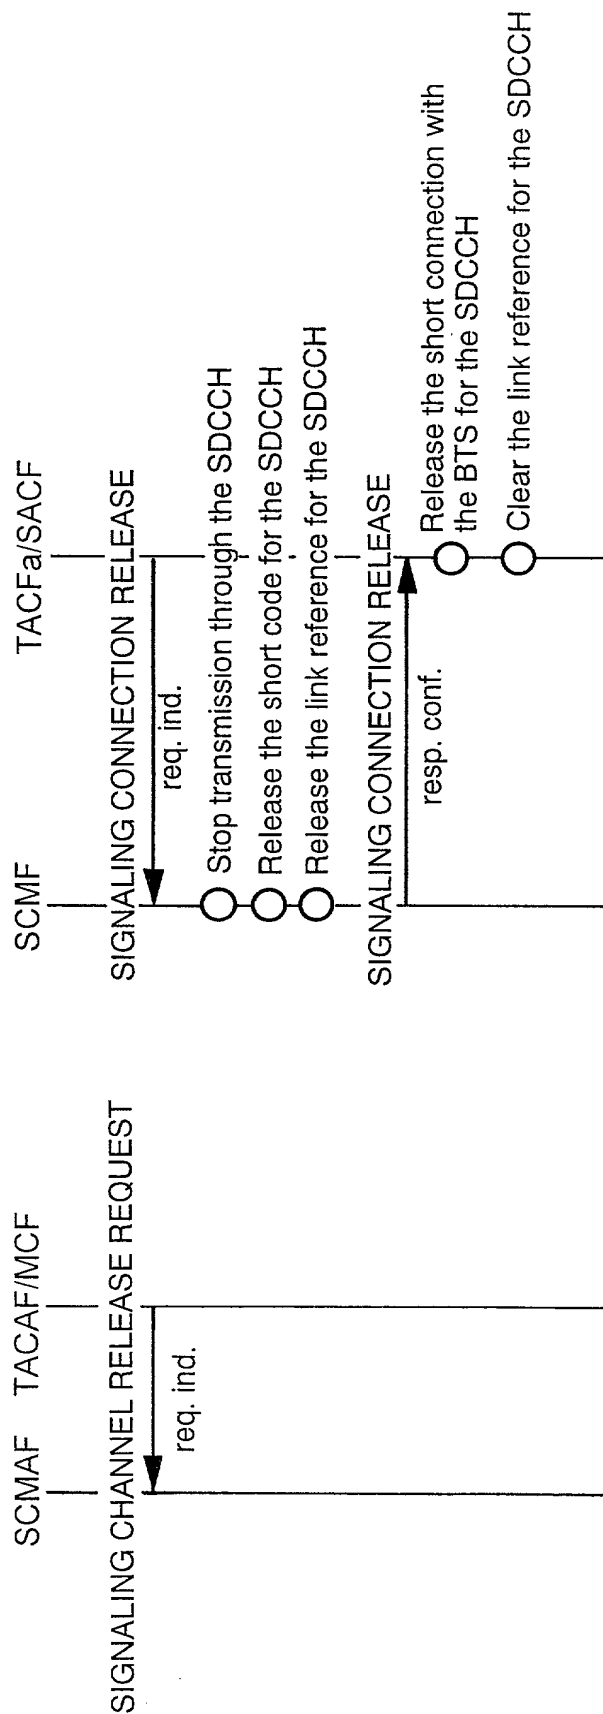 SCMAF TACAF/MCF
SIGNALING CHANNEL RELEASE REQUEST
req. ind.
SCMF TACFa/SACF
SIGNALING CONNECTION RELEASE
req. ind.
Stop transmission through the SDCCH
Release the short code for the SDCCH
Release the link reference for the SDCCH
SIGNALING CONNECTION RELEASE
resp. conf.
Release the short connection with
the BTS for the SDCCH
Clear the link reference for the SDCCH